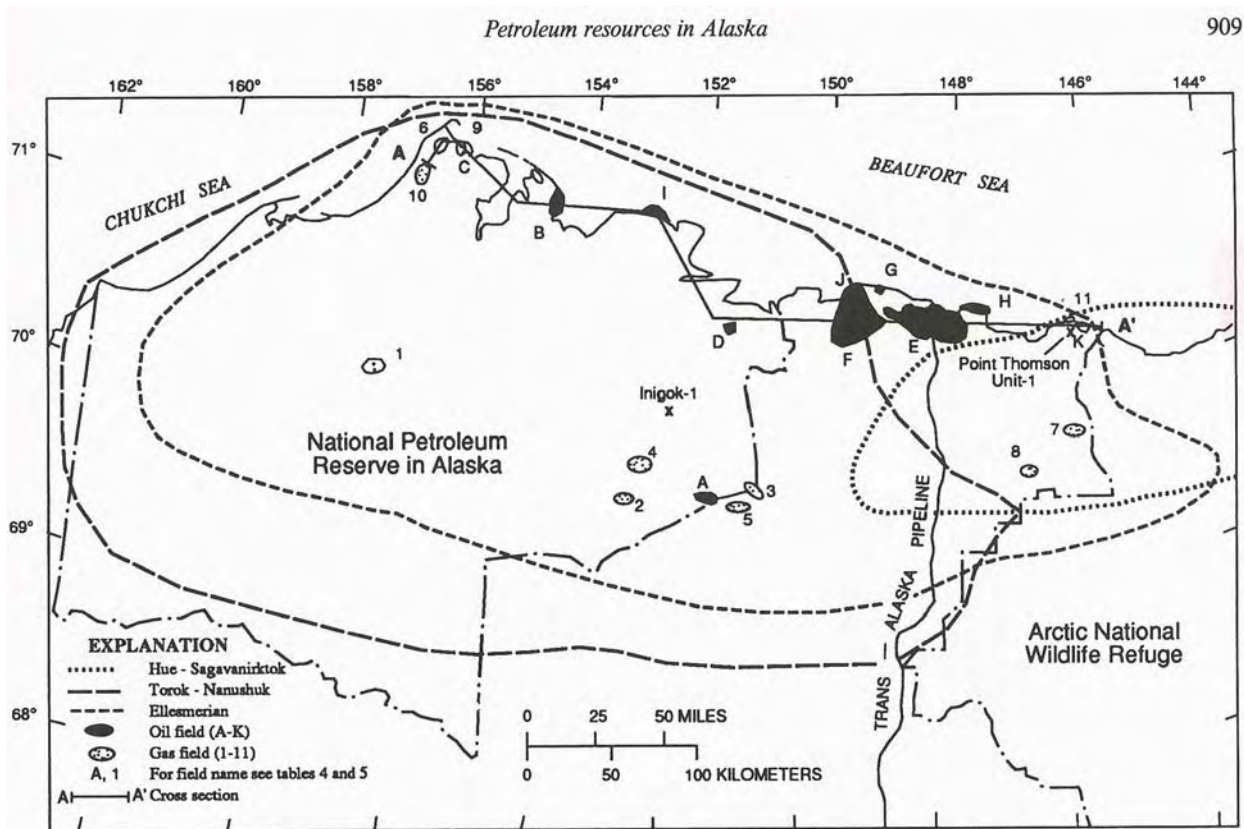 Petroleum resources in Alaska
909
162° 160° 158° 156° 154° 152° 150° 148° 146° 144°
71°
70°
69°
68°
CHUKCHI SEA
BEAUFORT SEA
6 9
A
C
10
B
I
J
G
H
11
D
F
E
K
A'
Point Thomson
Unit-1
1
Inigok-1
National Petroleum
Reserve in Alaska
4
2
A
3
5
7
8
TRANS ALASKA PIPELINE
Arctic National
Wildlife Refuge
EXPLANATION
Hue - Sagavanirktok
Torok - Nanushuk
Ellesmerian
Oil field (A-K)
Gas field (1-11)
A, 1 For field name see tables 4 and 5
A A' Cross section
0 25 50 MILES
0 50 100 KILOMETERS